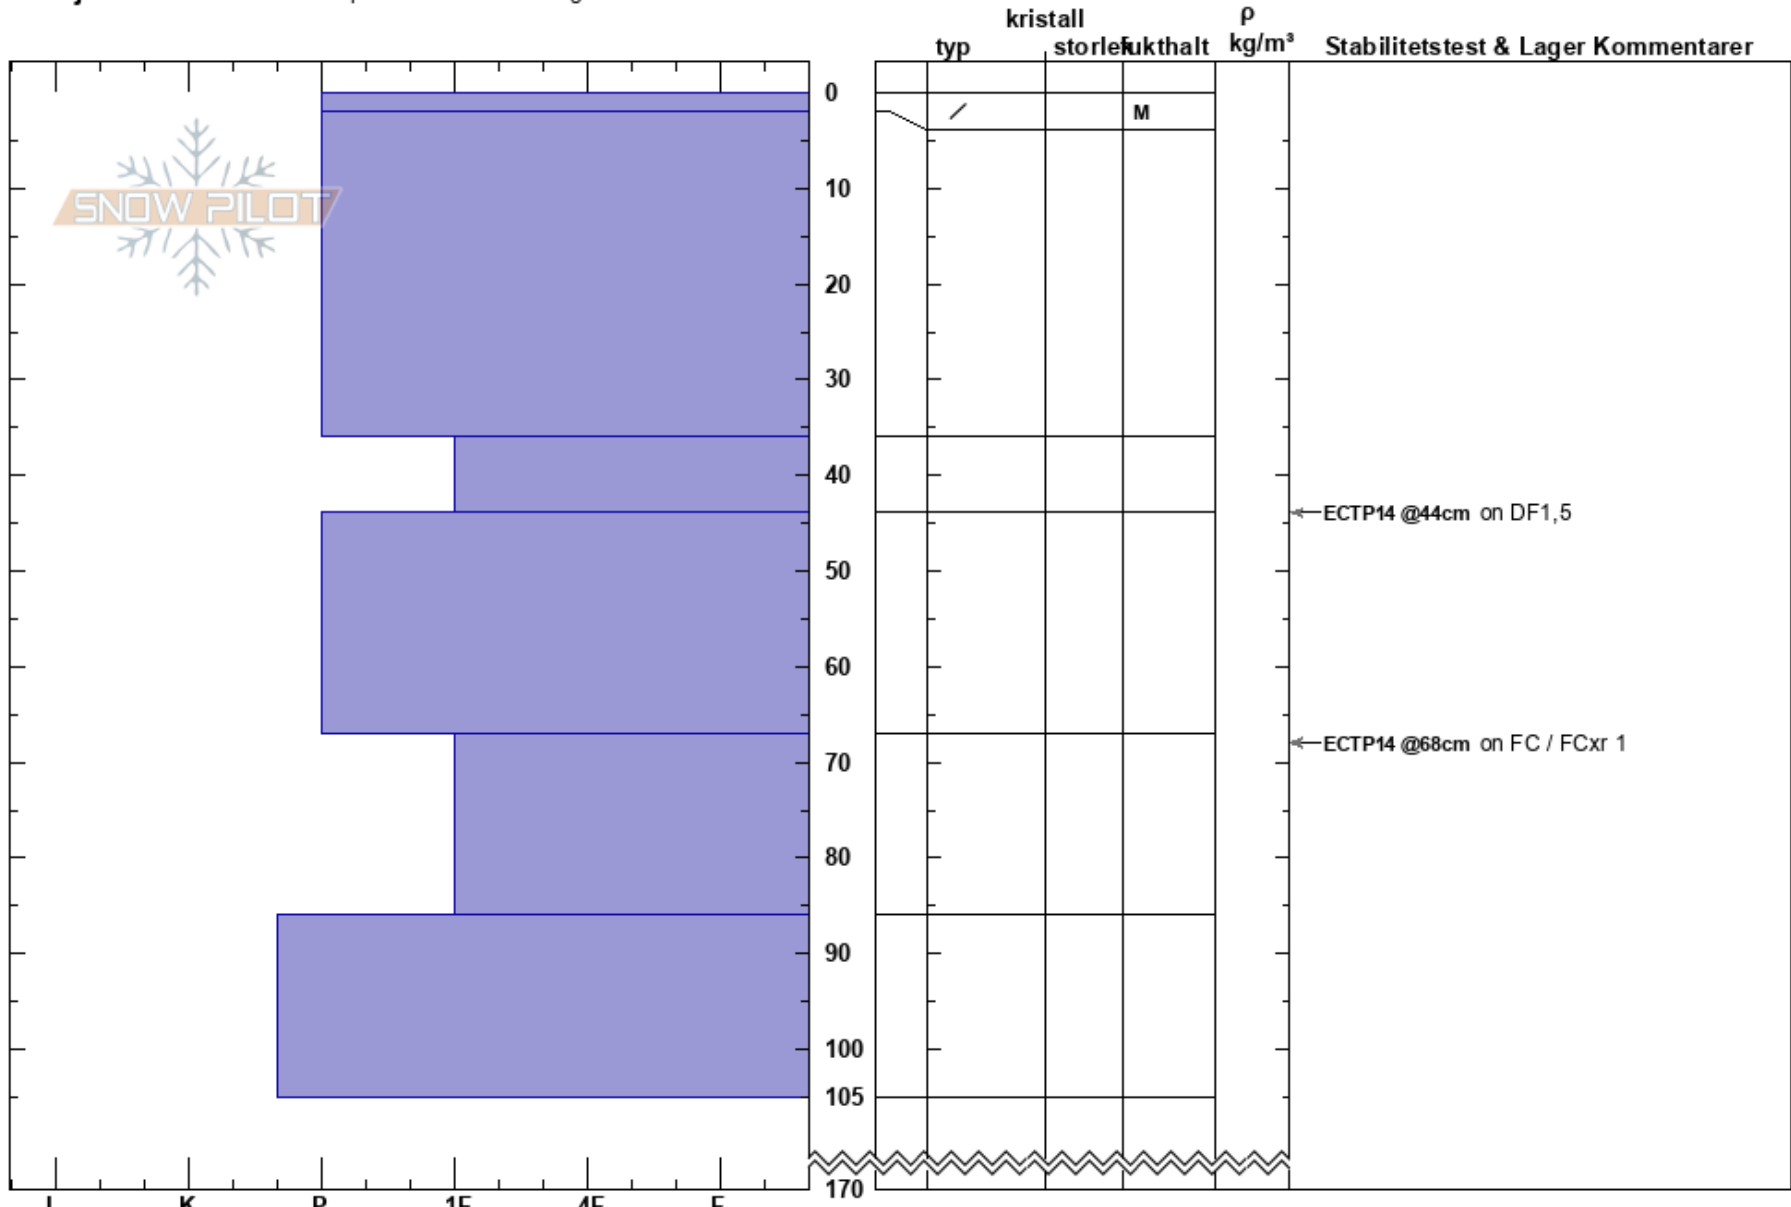 kristall ρ
typ storlek fukthalt kg/m³ Stabilitetstest & Lager Kommentarer
0
M
SNOW PILOT
10
20
30
40
ECTP14 @44cm on DF1,5
50
60
70
ECTP14 @68cm on FC / FCxr 1
80
90
100
105
170
I K P 1F 4F F